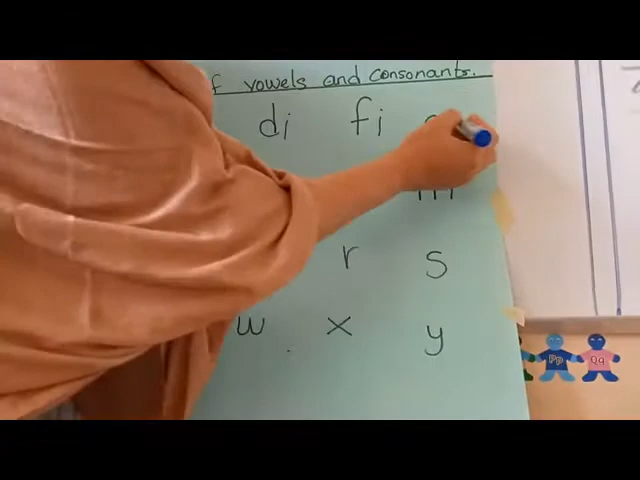 f vowels and consonants.
di fi
m
r s
w x y
Pp Qq